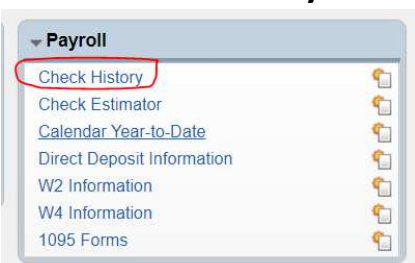 Payroll
Check History
Check Estimator
Calendar Year-to-Date
Direct Deposit Information
W2 Information
W4 Information
1095 Forms